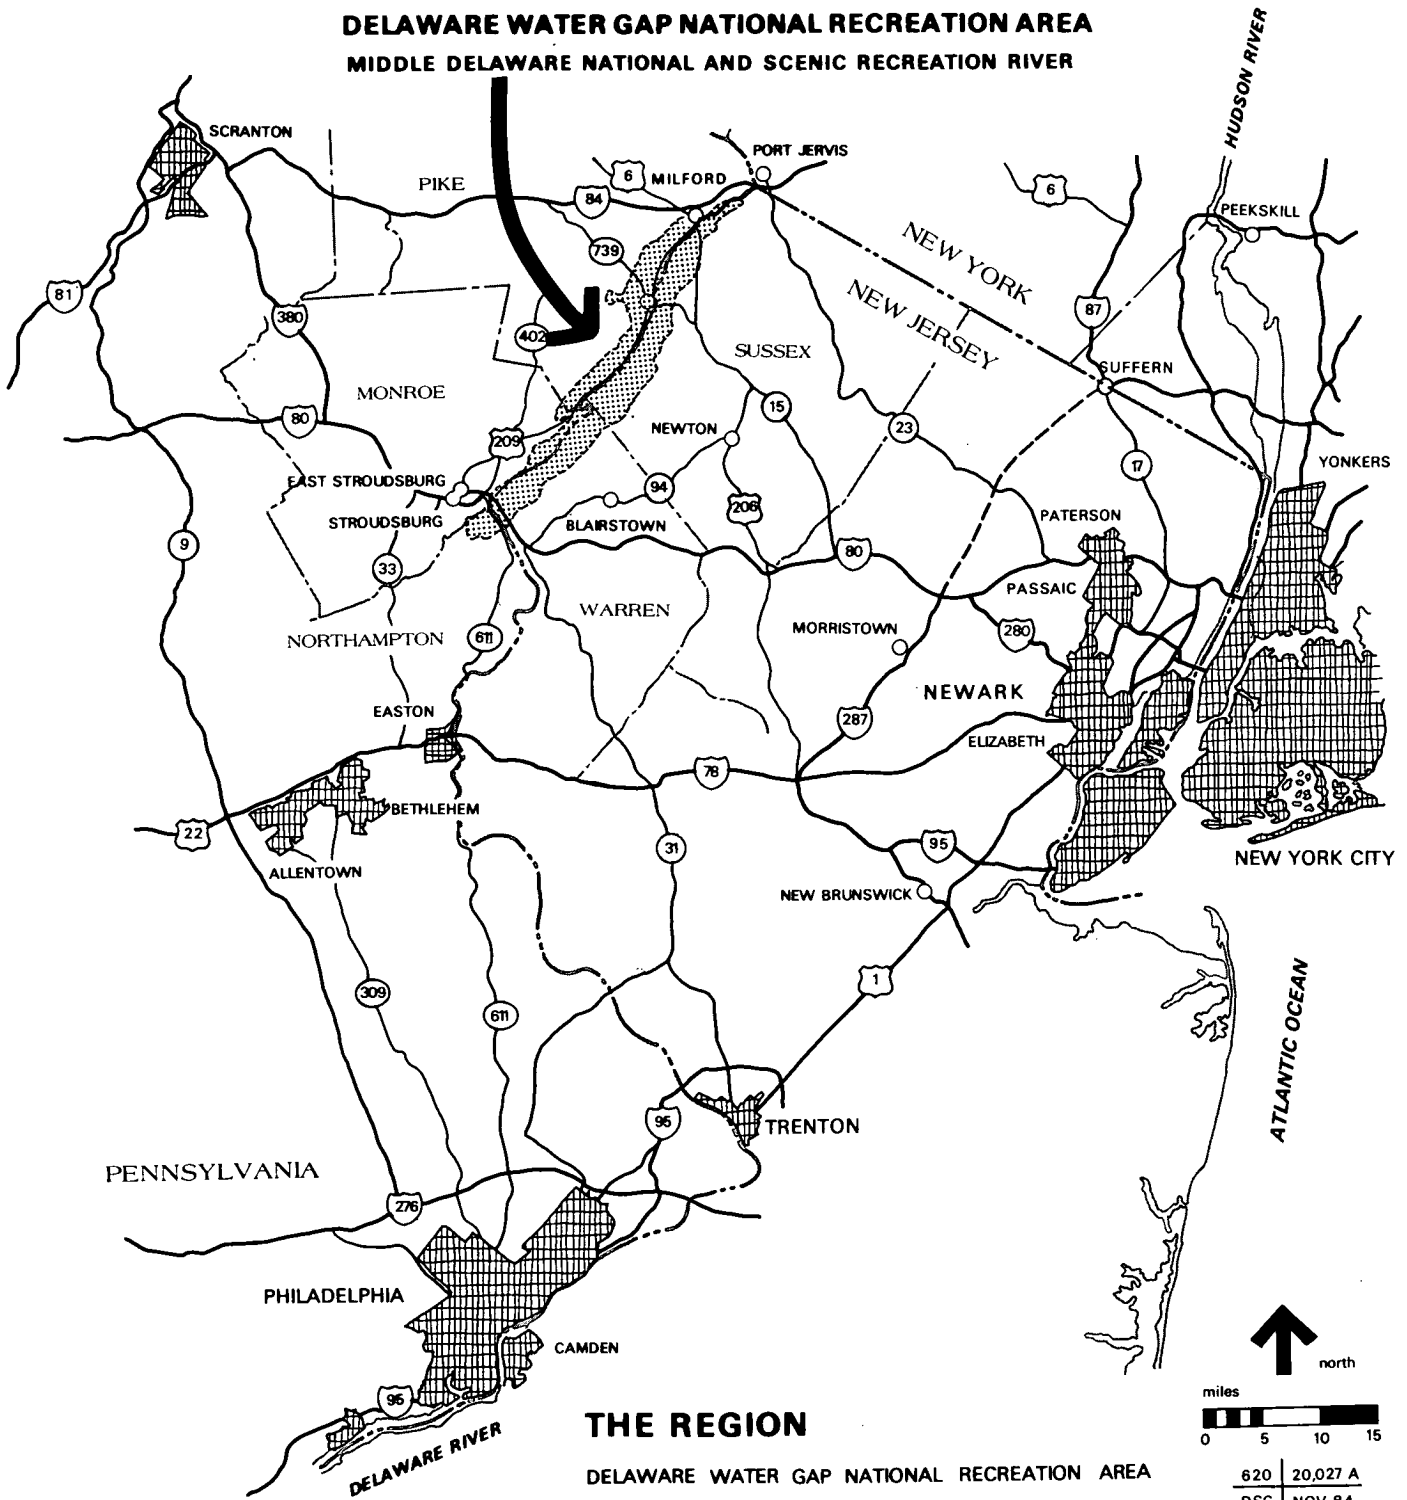 DELAWARE WATER GAP NATIONAL RECREATION AREA
MIDDLE DELAWARE NATIONAL AND SCENIC RECREATION RIVER
HUDSON RIVER
SCRANTON
PORT JERVIS
PIKE
6
MILFORD
84
6
PEEKSKILL
739
NEW YORK
81
380
402
87
NEW JERSEY
SUSSEX
SUFFERN
MONROE
80
15
209
NEWTON
23
17
YONKERS
EAST STROUDSBURG
94
206
STROUDSBURG
BLAIRSTOWN
PATERSON
9
33
80
PASSAIC
WARREN
611
NORTHAMPTON
MORRISTOWN
280
NEWARK
EASTON
287
ELIZABETH
78
BETHLEHEM
22
31
95
ALLENTOWN
NEW YORK CITY
NEW BRUNSWICK
309
1
611
ATLANTIC OCEAN
95
TRENTON
PENNSYLVANIA
276
PHILADELPHIA
CAMDEN
north
95
miles
0 5 10 15
DELAWARE RIVER
THE REGION
DELAWARE WATER GAP NATIONAL RECREATION AREA
620 20,027 A
DSC NOV 84